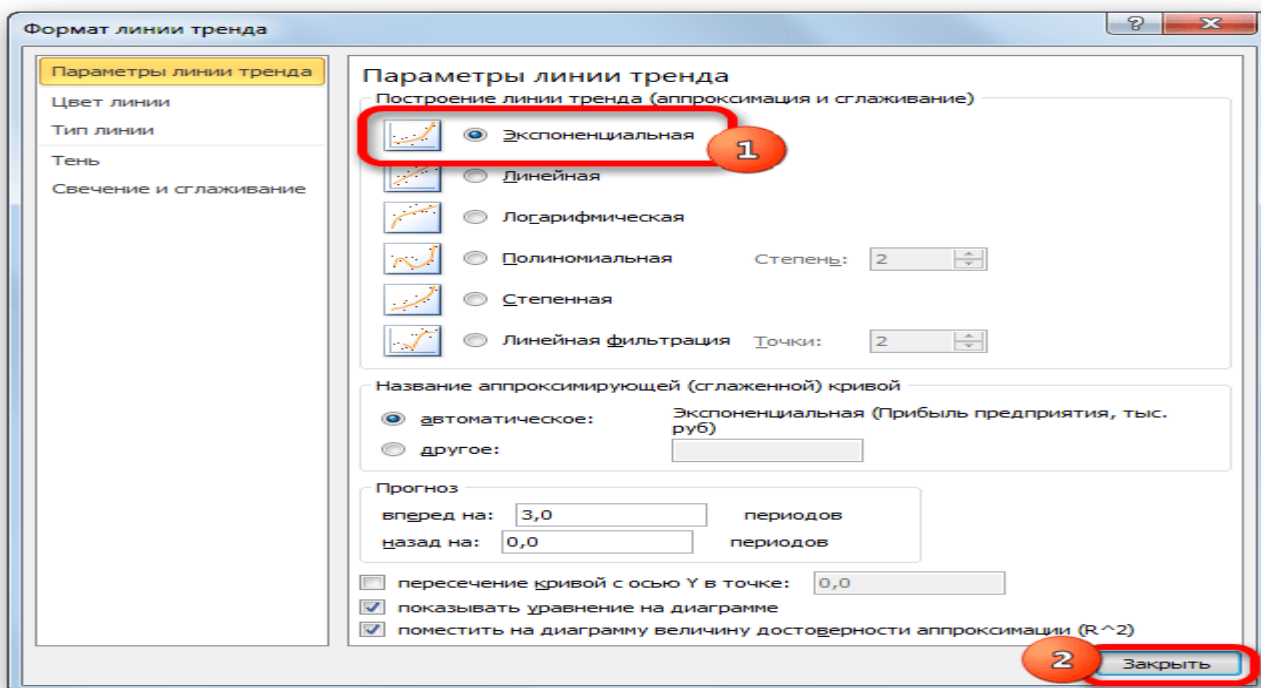 Формат линии тренда
Параметры линии тренда
Цвет линии
Тип линии
Тень
Свечение и сглаживание
Параметры линии тренда
Построение линии тренда (аппроксимация и сглаживание)
Экспоненциальная
1
Линейная
Логарифмическая
Полиномиальная Степень: 2
Степенная
Линейная фильтрация Точки: 2
Название аппроксимирующей (сглаженной) кривой
автоматическое: Экспоненциальная (Прибыль предприятия, тыс.
руб)
другое:
Прогноз
вперед на: 3,0 периодов
назад на: 0,0 периодов
пересечение кривой с осью Y в точке: 0,0
показывать уравнение на диаграмме
поместить на диаграмму величину достоверности аппроксимации (R^2)
2 Закрыть